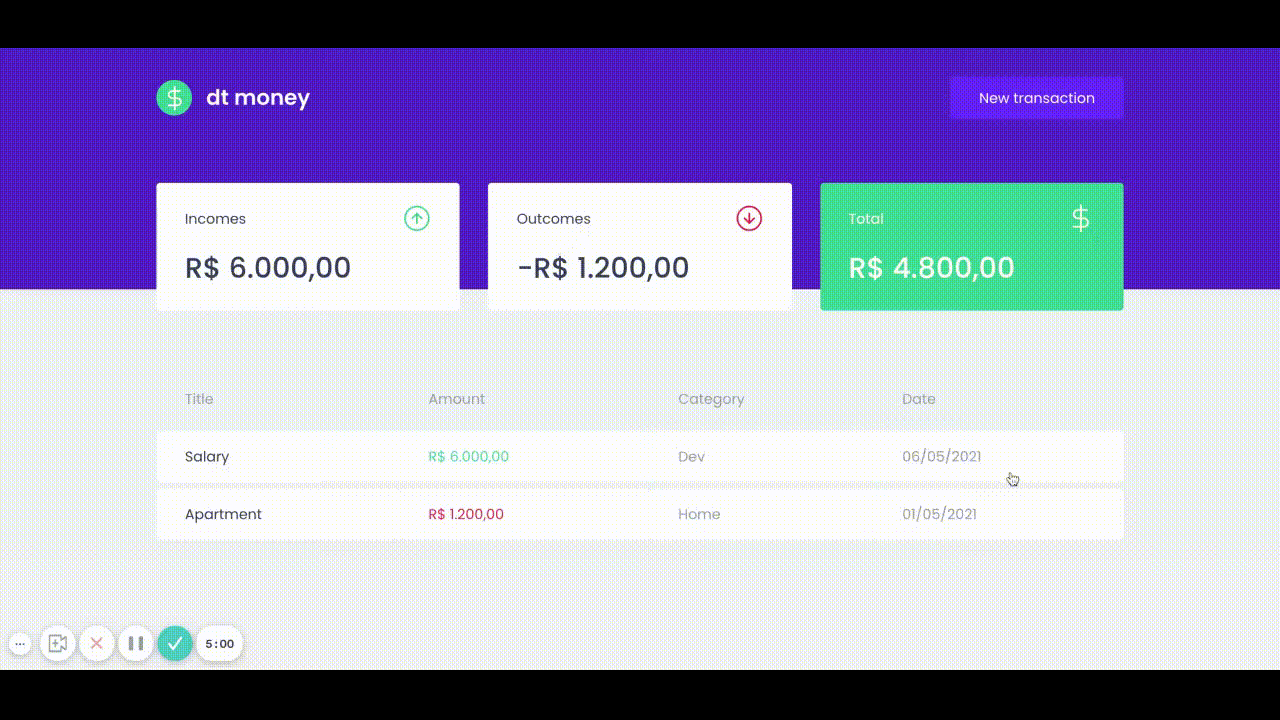 dt money
New transaction
Incomes
R$ 6.000,00
Outcomes
-R$ 1.200,00
Total
$
R$ 4.800,00
Title Amount Category Date
Salary R$ 6.000,00 Dev 06/05/2021
Apartment R$ 1.200,00 Home 01/05/2021
5:00